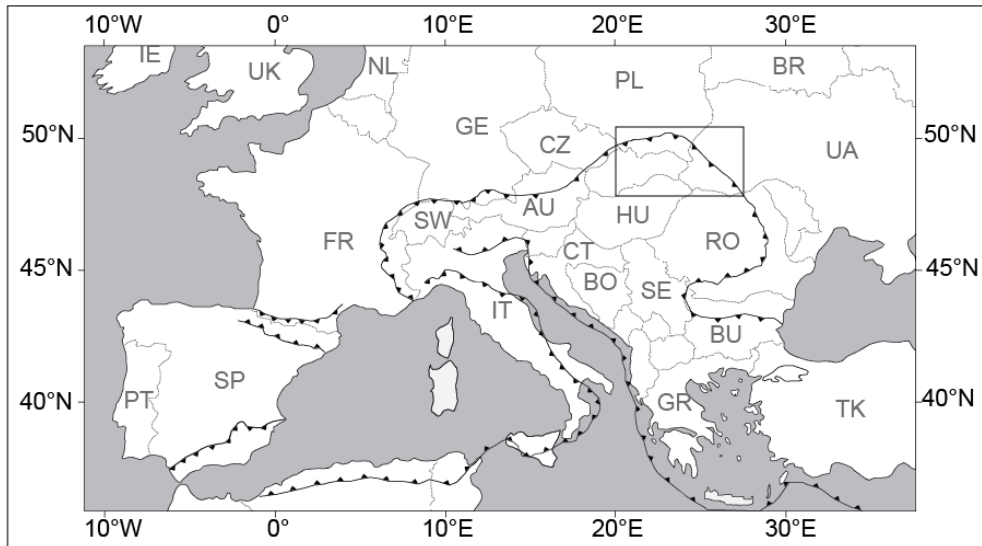 10°W 0° 10°E 20°E 30°E
IE
UK
NL
PL
BR
GE
50°N
50°N
CZ
UA
AU
SW
HU
FR
RO
CT
45°N
45°N
BO
SE
IT
BU
SP
PT
40°N
40°N
GR
TK
10°W 0° 10°E 20°E 30°E